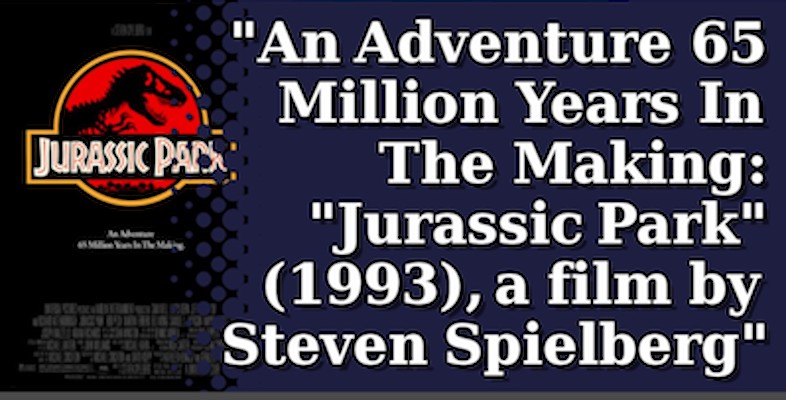 JURASSIC PARK
An Adventure
65 Million Years In The Making.
"An Adventure 65
Million Years In
The Making:
"Jurassic Park"
(1993), a film by
Steven Spielberg"